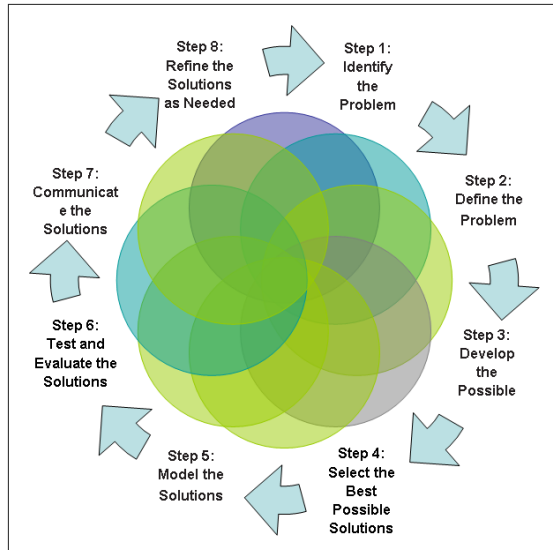 Step 1:
Identify
the
Problem
Step 2:
Define the
Problem
Step 3:
Develop
the
Possible
Step 4:
Select the
Best
Possible
Solutions
Step 5:
Model the
Solutions
Step 6:
Test and
Evaluate the
Solutions
Step 7:
Communicat
e the
Solutions
Step 8:
Refine the
Solutions
as Needed